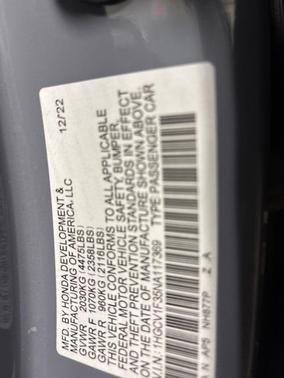 MFD. BY HONDA DEVELOPMENT & 12/22
MANUFACTURING OF AMERICA, LLC
GVWR 2030KG (4475LBS)
GAWR F 1070KG (2358LBS)
GAWR R 960KG (2116LBS)
THIS VEHICLE CONFORMS TO ALL APPLICABLE
FEDERAL MOTOR VEHICLE SAFETY, BUMPER,
AND THEFT PREVENTION STANDARDS IN EFFECT
ON THE DATE OF MANUFACTURE SHOWN ABOVE.
V.I.N.: 1HGCV1F35NA117369 TYPE: PASSENGER CAR
A N AP5 NH877P Z A